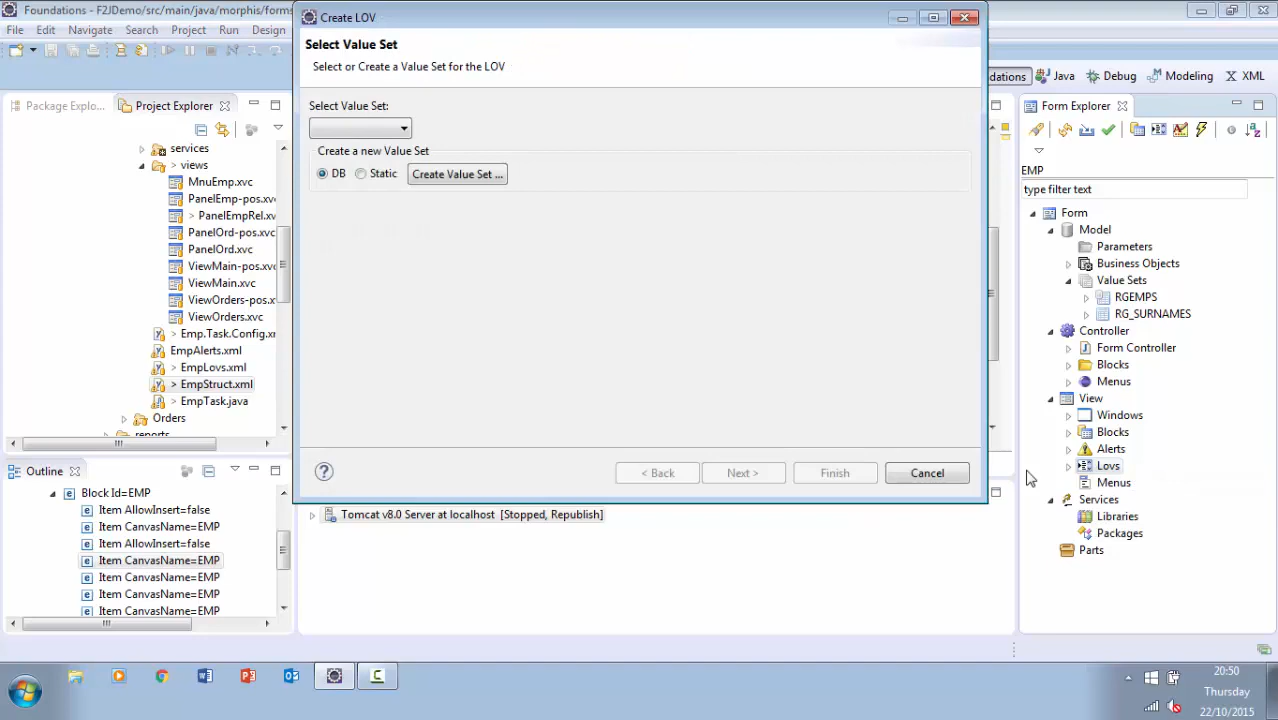 Foundations - F2JDemo/src/main/java/morphis/forms
Create LOV
File Edit Navigate Search Project Run Design
Select Value Set
Select or Create a Value Set for the LOV
dations Java Debug Modeling XML
Package Explo... Project Explorer
Form Explorer
Select Value Set:
Create a new Value Set
DB Static Create Value Set ...
services
views
MnuEmp.xvc
PanelEmp-pos.xvc
> PanelEmpRel.xv
PanelOrd-pos.xvc
PanelOrd.xvc
ViewMain-pos.xvc
ViewMain.xvc
ViewOrders-pos.x
ViewOrders.xvc
> Emp.Task.Config.xr
EmpAlerts.xml
> EmpLovs.xml
> EmpStruct.xml
> EmpTask.java
Orders
reports
EMP
type filter text
Form
Model
Parameters
Business Objects
Value Sets
RGEMPS
RG_SURNAMES
Controller
Form Controller
Blocks
Menus
View
Windows
Blocks
Alerts
Lovs
Menus
Services
Libraries
Packages
Parts
< Back Next > Finish Cancel
Outline
Block Id=EMP
Item AllowInsert=false
Item CanvasName=EMP
Item AllowInsert=false
Item CanvasName=EMP
Item CanvasName=EMP
Item CanvasName=EMP
Item CanvasName=EMP
Tomcat v8.0 Server at localhost [Stopped, Republish]
20:50
Thursday
22/10/2015